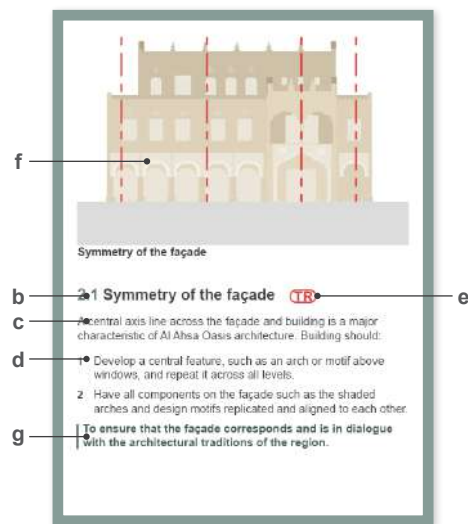 f
Symmetry of the façade
b
2.1 Symmetry of the façade TR
e
c
A central axis line across the façade and building is a major
characteristic of Al Ahsa Oasis architecture. Building should:
d
1 Develop a central feature, such as an arch or motif above
windows, and repeat it across all levels.
2 Have all components on the façade such as the shaded
arches and design motifs replicated and aligned to each other.
g
To ensure that the façade corresponds and is in dialogue
with the architectural traditions of the region.